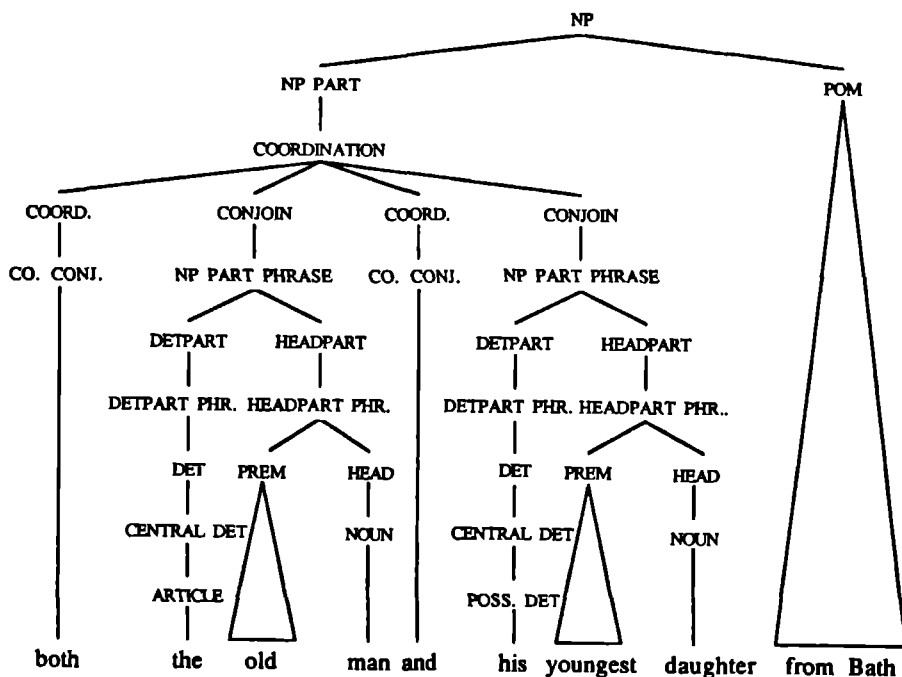 NP
NP PART POM
COORDINATION
COORD. CONJOIN COORD. CONJOIN
CO. CONJ. NP PART PHRASE CO. CONJ. NP PART PHRASE
DETPART HEADPART DETPART HEADPART
DETPART PHR. HEADPART PHR. DETPART PHR. HEADPART PHR..
DET PREM HEAD DET PREM HEAD
CENTRAL DET NOUN CENTRAL DET NOUN
ARTICLE POSS. DET
both the old man and his youngest daughter from Bath